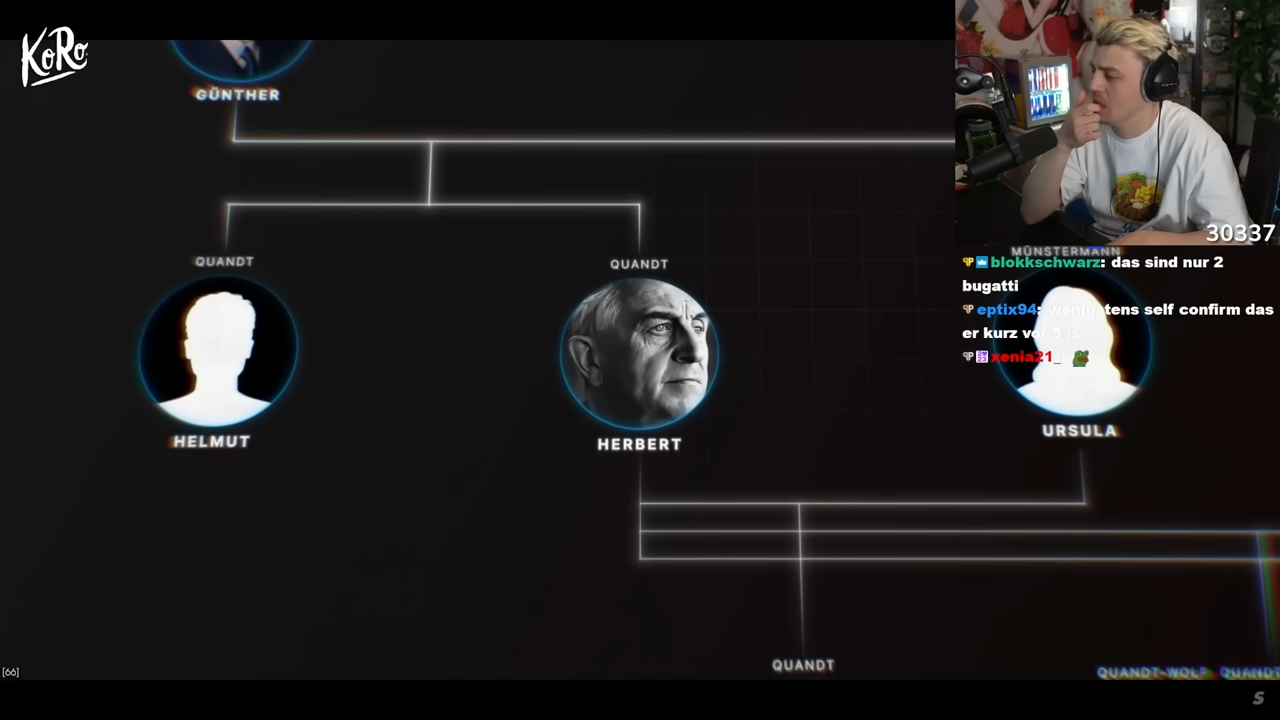 KoRo
GÜNTHER
30337
QUANDT
QUANDT
MÜNSTERMANN
blokkschwarz: das sind nur 2
bugatti
eptix94: wenigstens self confirm das
er kurz vor 5 is
xenia21_
HELMUT
HERBERT
URSULA
QUANDT
QUANDT-WOLF
QUANDT
[66]
S